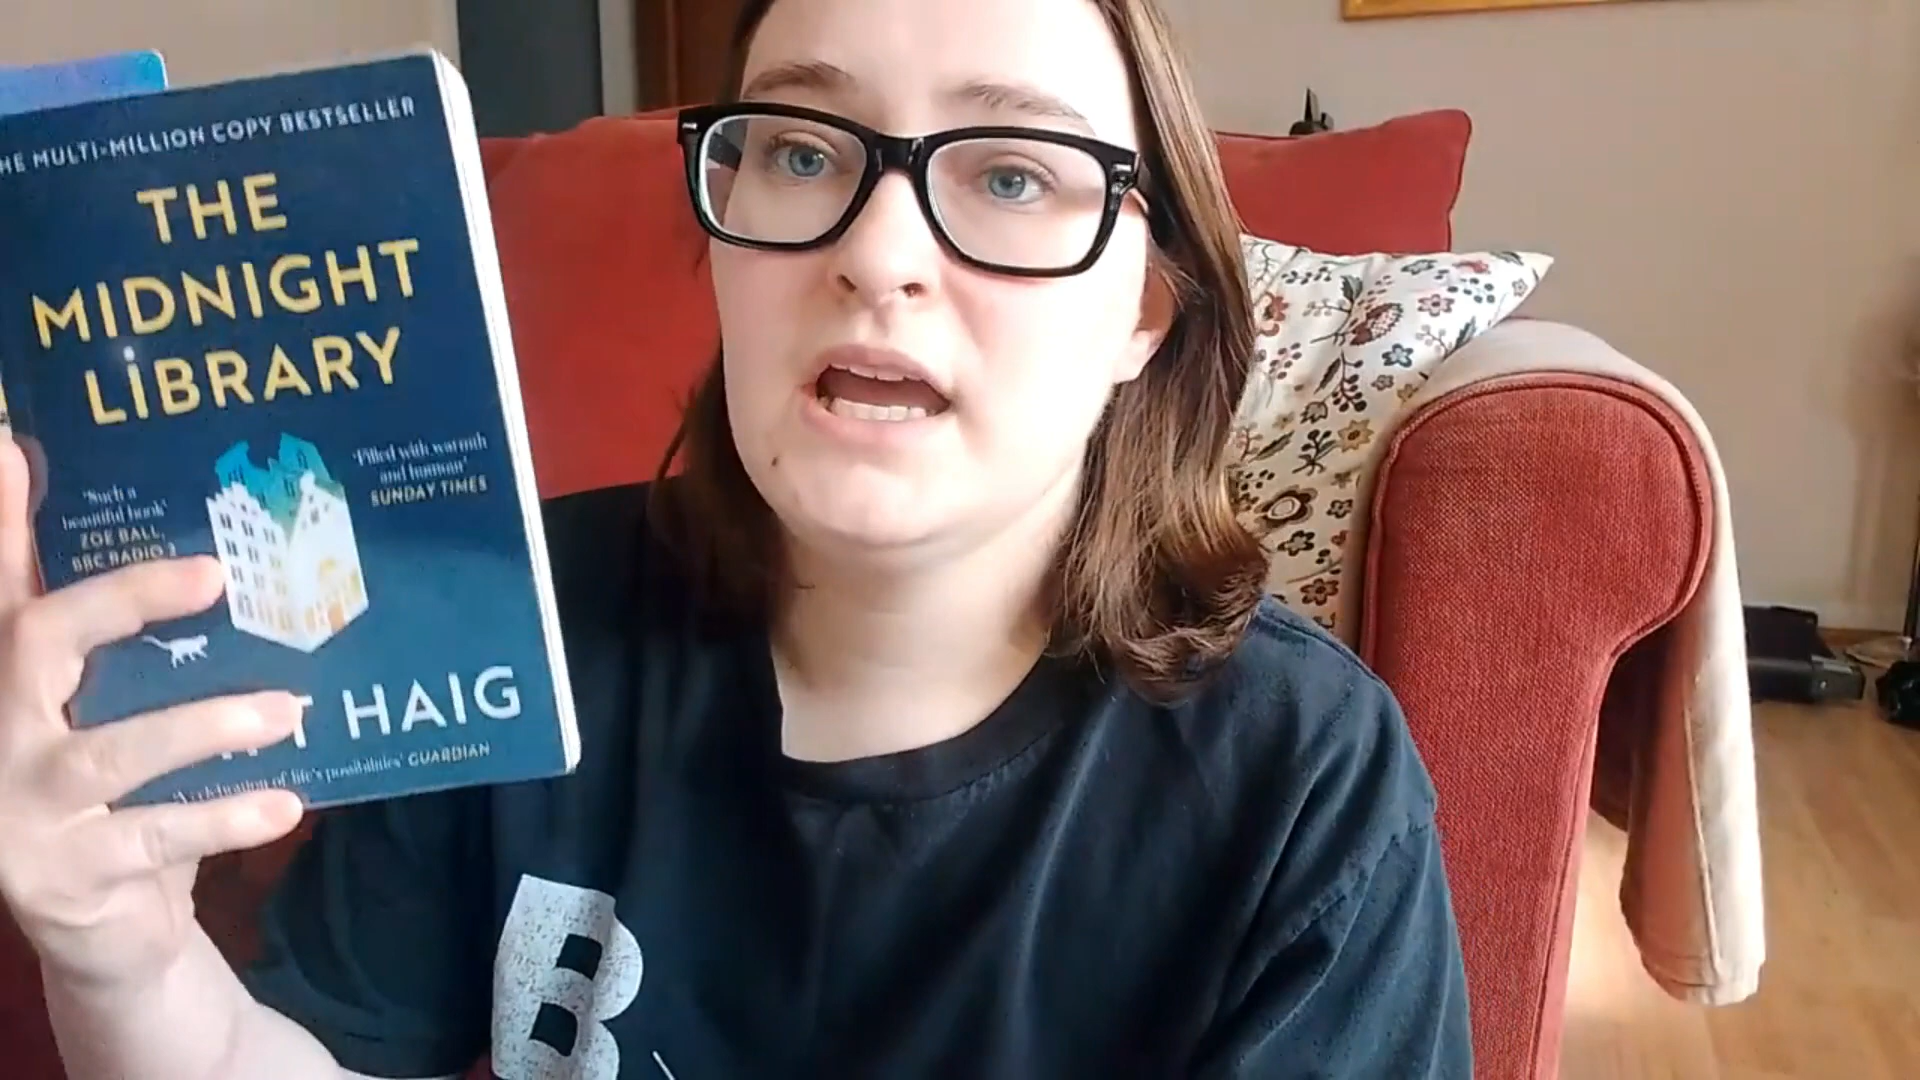 HE MULTI-MILLION COPY BESTSELLER
THE
MIDNIGHT
LiBRARY
'Filled with warmth
and humour'
SUNDAY TIMES
'Such a
beautiful book'
ZOE BALL,
BBC RADIO 2
T HAIG
'A celebration of life's possibilities' GUARDIAN
B